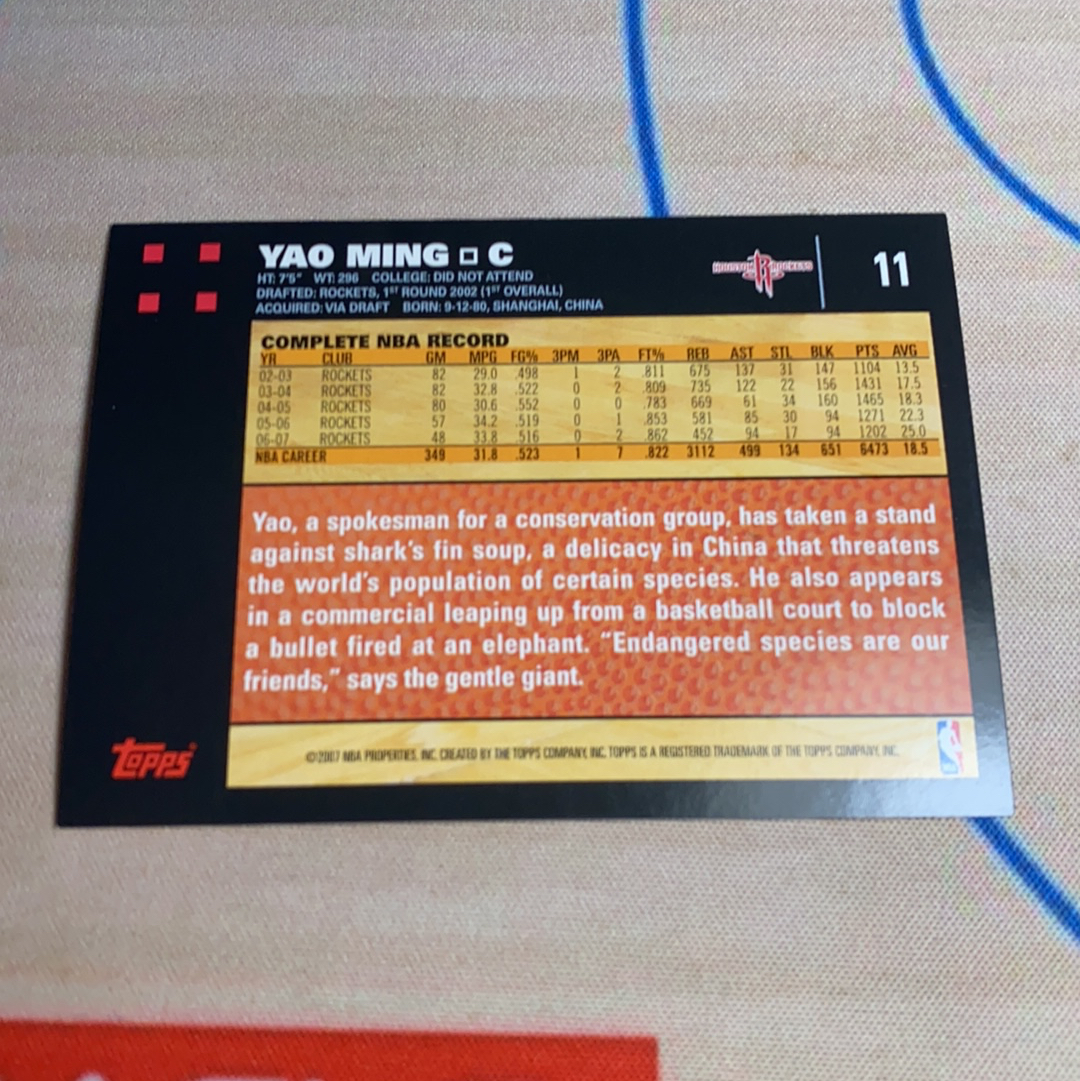 YAO MING □ C
HT: 7'5" WT: 296 COLLEGE: DID NOT ATTEND
DRAFTED: ROCKETS, 1ST ROUND 2002 (1ST OVERALL)
ACQUIRED: VIA DRAFT BORN: 9-12-80, SHANGHAI, CHINA
HOUSTON ROCKETS
11
COMPLETE NBA RECORD
YR CLUB GM MPG FG% 3PM 3PA FT% REB AST STL BLK PTS AVG
02-03 ROCKETS 82 29.0 .498 1 2 .811 675 137 31 147 1104 13.5
03-04 ROCKETS 82 32.8 .522 0 2 .809 735 122 22 156 1431 17.5
04-05 ROCKETS 80 30.6 .552 0 0 .783 669 61 34 160 1465 18.3
05-06 ROCKETS 57 34.2 .519 0 1 .853 581 85 30 94 1271 22.3
06-07 ROCKETS 48 33.8 .516 0 2 .862 452 94 17 94 1202 25.0
NBA CAREER 349 31.8 .523 1 7 .822 3112 499 134 651 6473 18.5
Yao, a spokesman for a conservation group, has taken a stand
against shark's fin soup, a delicacy in China that threatens
the world's population of certain species. He also appears
in a commercial leaping up from a basketball court to block
a bullet fired at an elephant. "Endangered species are our
friends," says the gentle giant.
topps
©2007 NBA PROPERTIES, INC. CREATED BY THE TOPPS COMPANY, INC. TOPPS IS A REGISTERED TRADEMARK OF THE TOPPS COMPANY, INC.